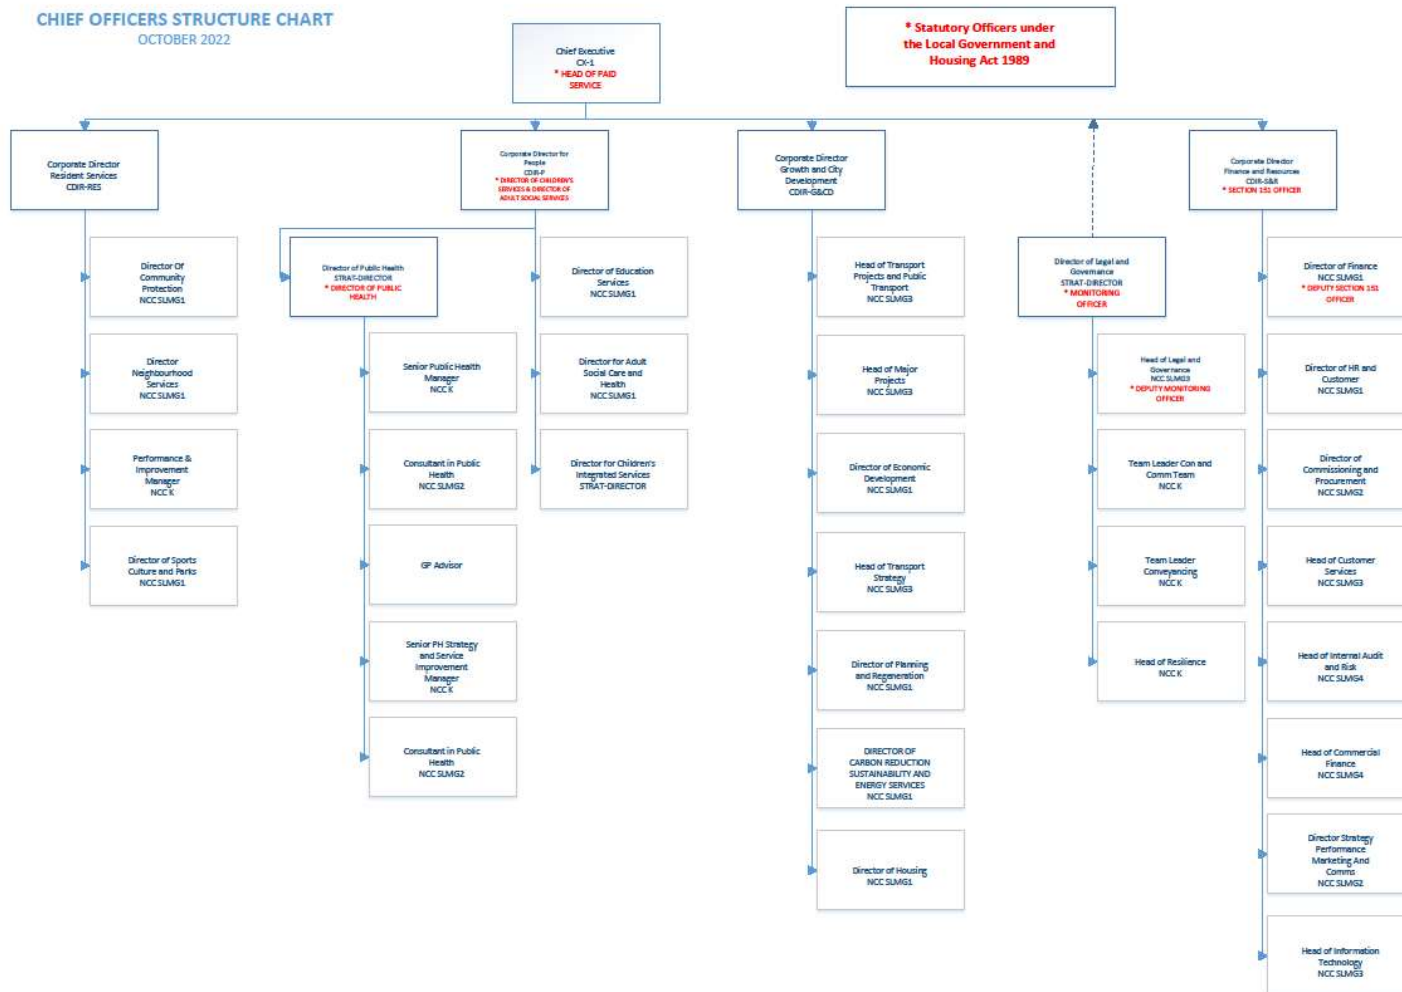 CHIEF OFFICERS STRUCTURE CHART
OCTOBER 2022
Chief Executive
CX-1
* HEAD OF PAID
SERVICE
* Statutory Officers under
the Local Government and
Housing Act 1989
Corporate Director
Resident Services
CDIR-RES
Corporate Director for
People
CDIR-P
* DIRECTOR OF CHILDREN'S
SERVICES & DIRECTOR OF
ADULT SOCIAL SERVICES
Corporate Director
Growth and City
Development
CDIR-G&CD
Corporate Director
Finance and Resources
CDIR-S&R
* SECTION 151 OFFICER
Director Of
Community
Protection
NCC SLMG1
Director
Neighbourhood
Services
NCC SLMG1
Performance &
Improvement
Manager
NCC K
Director of Sports
Culture and Parks
NCC SLMG1
Director of Public Health
STRAT-DIRECTOR
* DIRECTOR OF PUBLIC
HEALTH
Senior Public Health
Manager
NCC K
Consultant in Public
Health
NCC SLMG2
GP Advisor
Senior PH Strategy
and Service
Improvement
Manager
NCC K
Consultant in Public
Health
NCC SLMG2
Director of Education
Services
NCC SLMG1
Director for Adult
Social Care and
Health
NCC SLMG1
Director for Children's
Integrated Services
STRAT-DIRECTOR
Head of Transport
Projects and Public
Transport
NCC SLMG3
Head of Major
Projects
NCC SLMG3
Director of Economic
Development
NCC SLMG1
Head of Transport
Strategy
NCC SLMG3
Director of Planning
and Regeneration
NCC SLMG1
DIRECTOR OF
CARBON REDUCTION
SUSTAINABILITY AND
ENERGY SERVICES
NCC SLMG1
Director of Housing
NCC SLMG1
Director of Legal and
Governance
STRAT-DIRECTOR
* MONITORING
OFFICER
Head of Legal and
Governance
NCC SLMG3
* DEPUTY MONITORING
OFFICER
Team Leader Con and
Comm Team
NCC K
Team Leader
Conveyancing
NCC K
Head of Resilience
NCC K
Director of Finance
NCC SLMG1
* DEPUTY SECTION 151
OFFICER
Director of HR and
Customer
NCC SLMG1
Director of
Commissioning and
Procurement
NCC SLMG2
Head of Customer
Services
NCC SLMG3
Head of Internal Audit
and Risk
NCC SLMG4
Head of Commercial
Finance
NCC SLMG4
Director Strategy
Performance
Marketing And
Comms
NCC SLMG2
Head of Information
Technology
NCC SLMG3